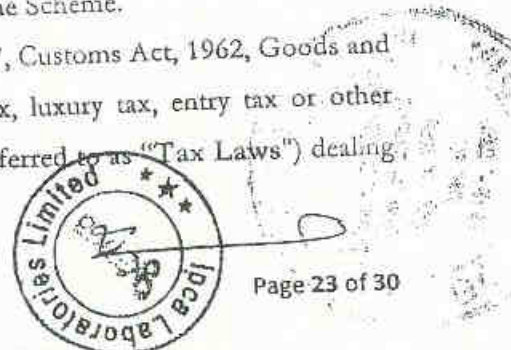 ne Scheme.
, Customs Act, 1962, Goods and
x, luxury tax, entry tax or other
ferred to as "Tax Laws") dealing
Ipca Laboratories Limited
Page 23 of 30